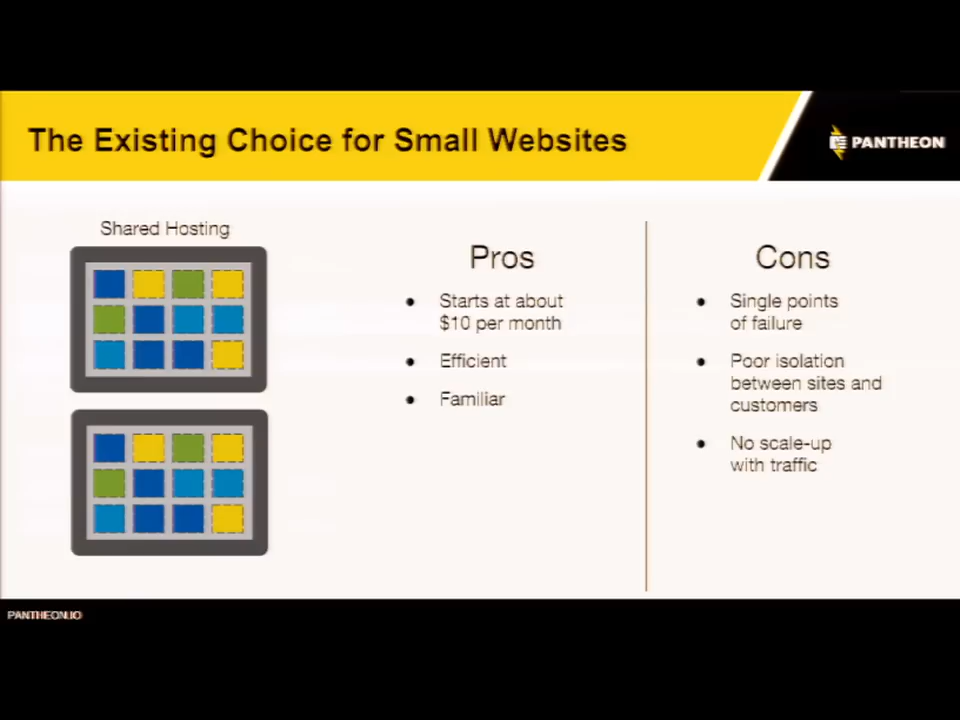 The Existing Choice for Small Websites
PANTHEON
Shared Hosting
Pros
• Starts at about
$10 per month
• Efficient
• Familiar
Cons
• Single points
of failure
• Poor isolation
between sites and
customers
• No scale-up
with traffic
PANTHEON.IO